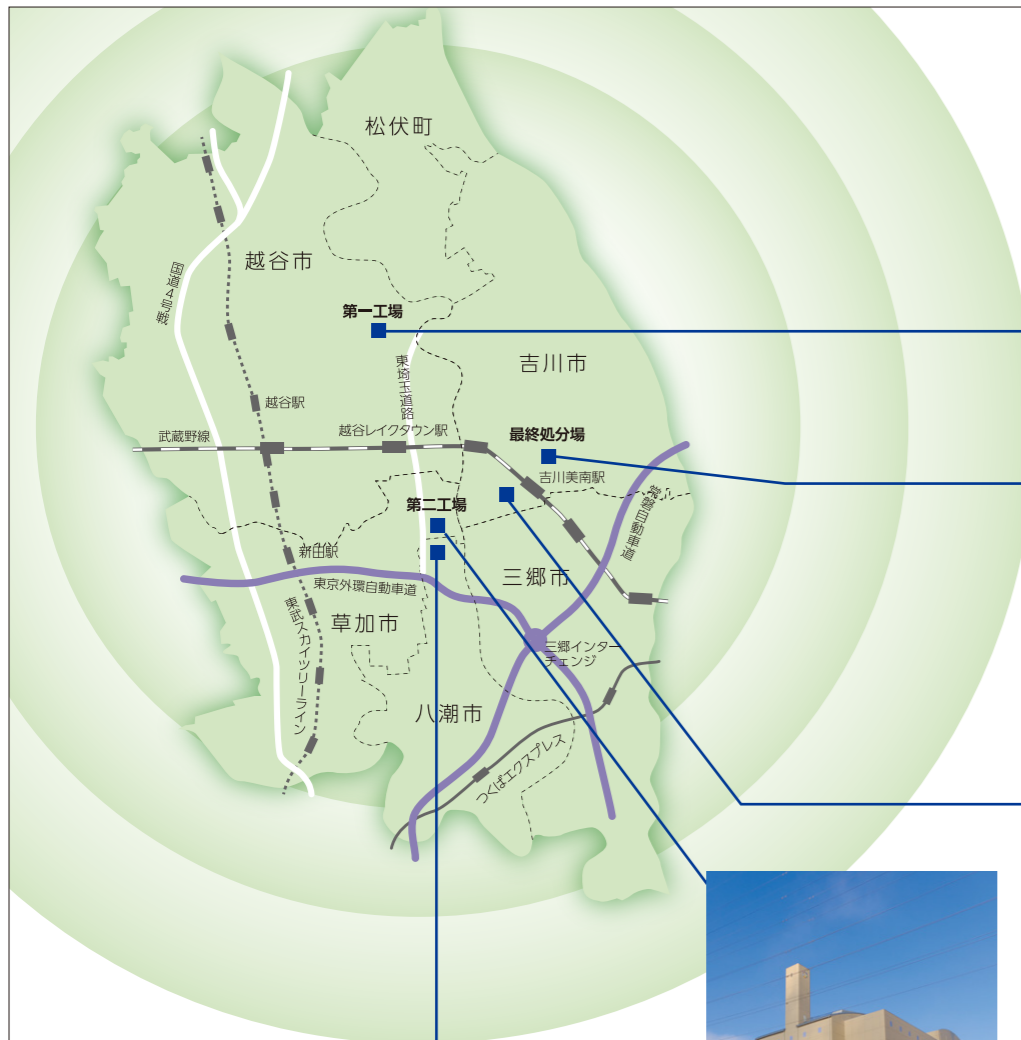 松伏町
越谷市
国道4号戦
第一工場
吉川市
東埼玉道路
越谷駅
武蔵野線
越谷レイクタウン駅
最終処分場
吉川美南駅
常磐自動車道
第二工場
新田駅
東京外環自動車道
三郷市
東武スカイツリーライン
草加市
三郷インター
チェンジ
八潮市
つくばエクスプレス